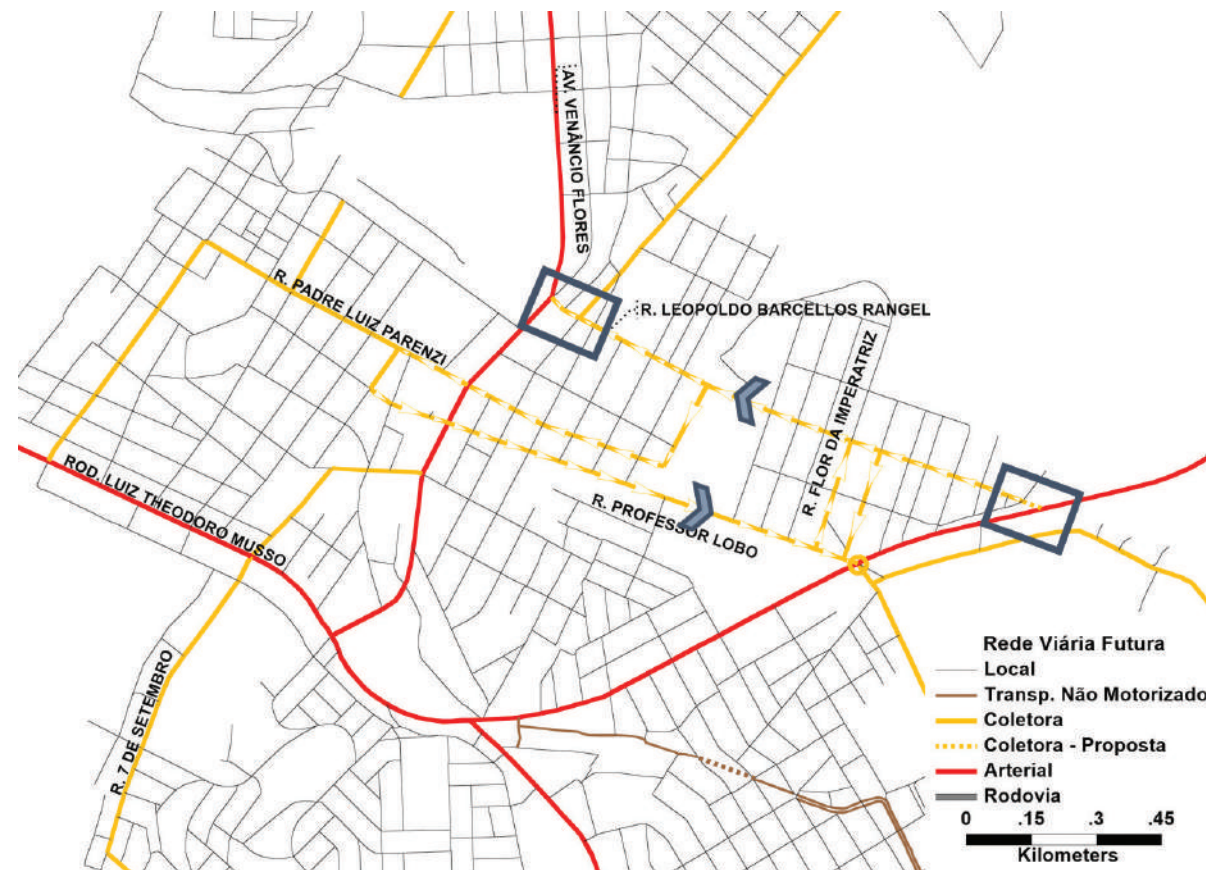 AV. VENÂNCIO FLORES
R. PADRE LUIZ PARENZI
R. LEOPOLDO BARCELLOS RANGEL
R. FLOR DA IMPERATRIZ
ROD. LUIZ THEODORO MUSSO
R. PROFESSOR LOBO
R. 7 DE SETEMBRO
Rede Viária Futura
Local
Transp. Não Motorizado
Coletora
Coletora - Proposta
Arterial
Rodovia
0 .15 .3 .45
Kilometers